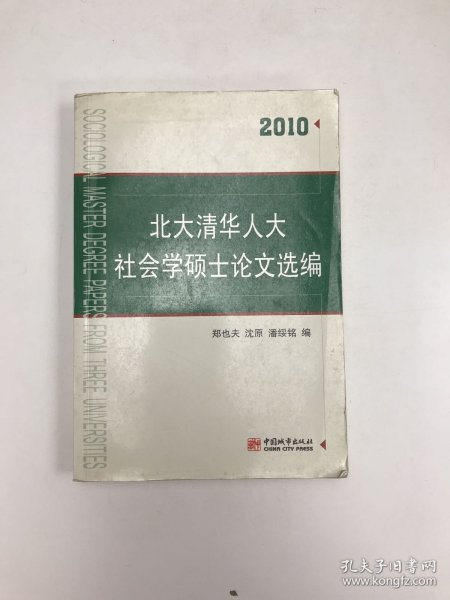 2010
北大清华人大
社会学硕士论文选编
郑也夫 沈原 潘绥铭 编
SOCIOLOGICAL MASTER DEGREE PAPERS FROM THREE UNIVERSITIES
中国城市出版社
CHINA CITY PRESS
孔夫子旧书网
www.kongfz.com